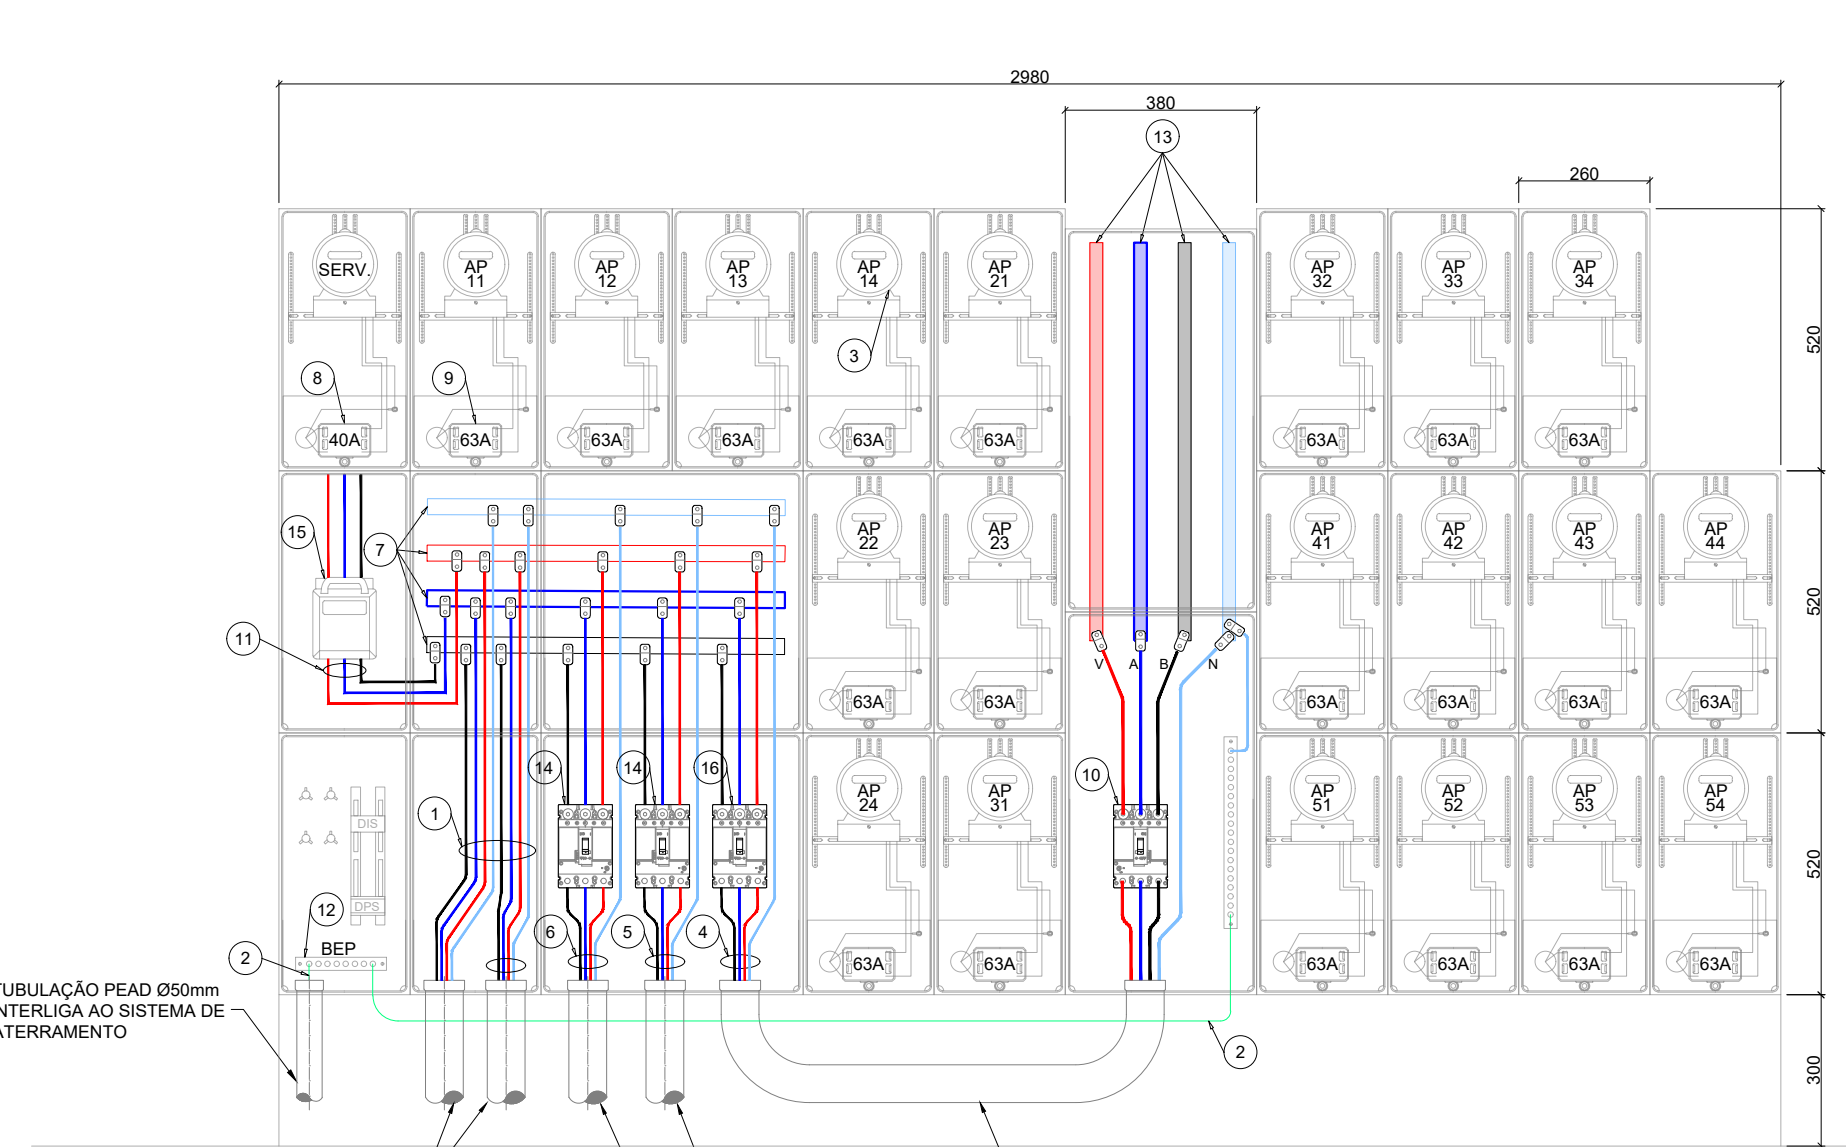 2980
380
13
260
SERV.
AP
11
AP
12
AP
13
AP
14
AP
21
AP
32
AP
33
AP
34
520
3
8
9
40A
63A
63A
63A
63A
63A
63A
63A
63A
15
7
11
AP
22
AP
23
AP
41
AP
42
AP
43
AP
44
520
V
A
B
N
63A
63A
63A
63A
63A
63A
14
14
16
10
1
AP
24
AP
31
AP
51
AP
52
AP
53
AP
54
520
DIS
DPS
12
BEP
2
6
5
4
63A
63A
63A
63A
63A
63A
TUBULAÇÃO PEAD Ø50mm
INTERLIGA AO SISTEMA DE
ATERRAMENTO
2
300